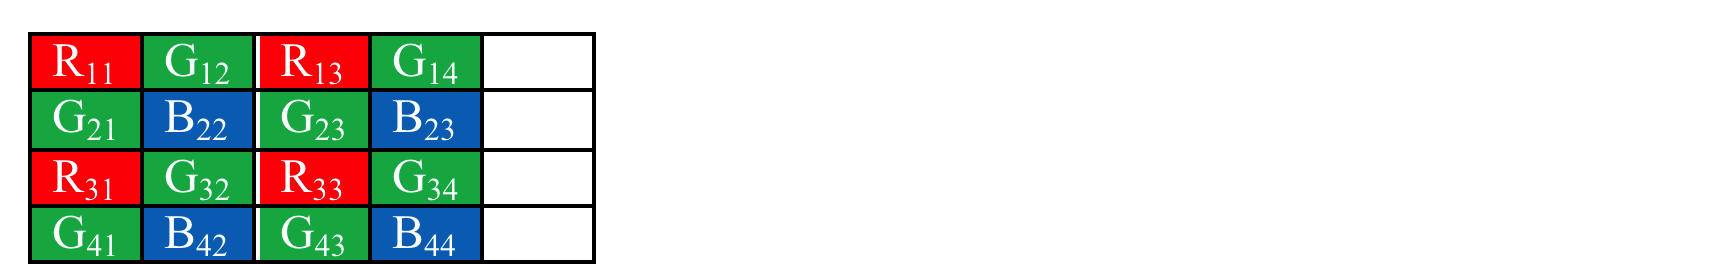 R₁₁ G₁₂ R₁₃ G₁₄
G₂₁ B₂₂ G₂₃ B₂₃
R₃₁ G₃₂ R₃₃ G₃₄
G₄₁ B₄₂ G₄₃ B₄₄